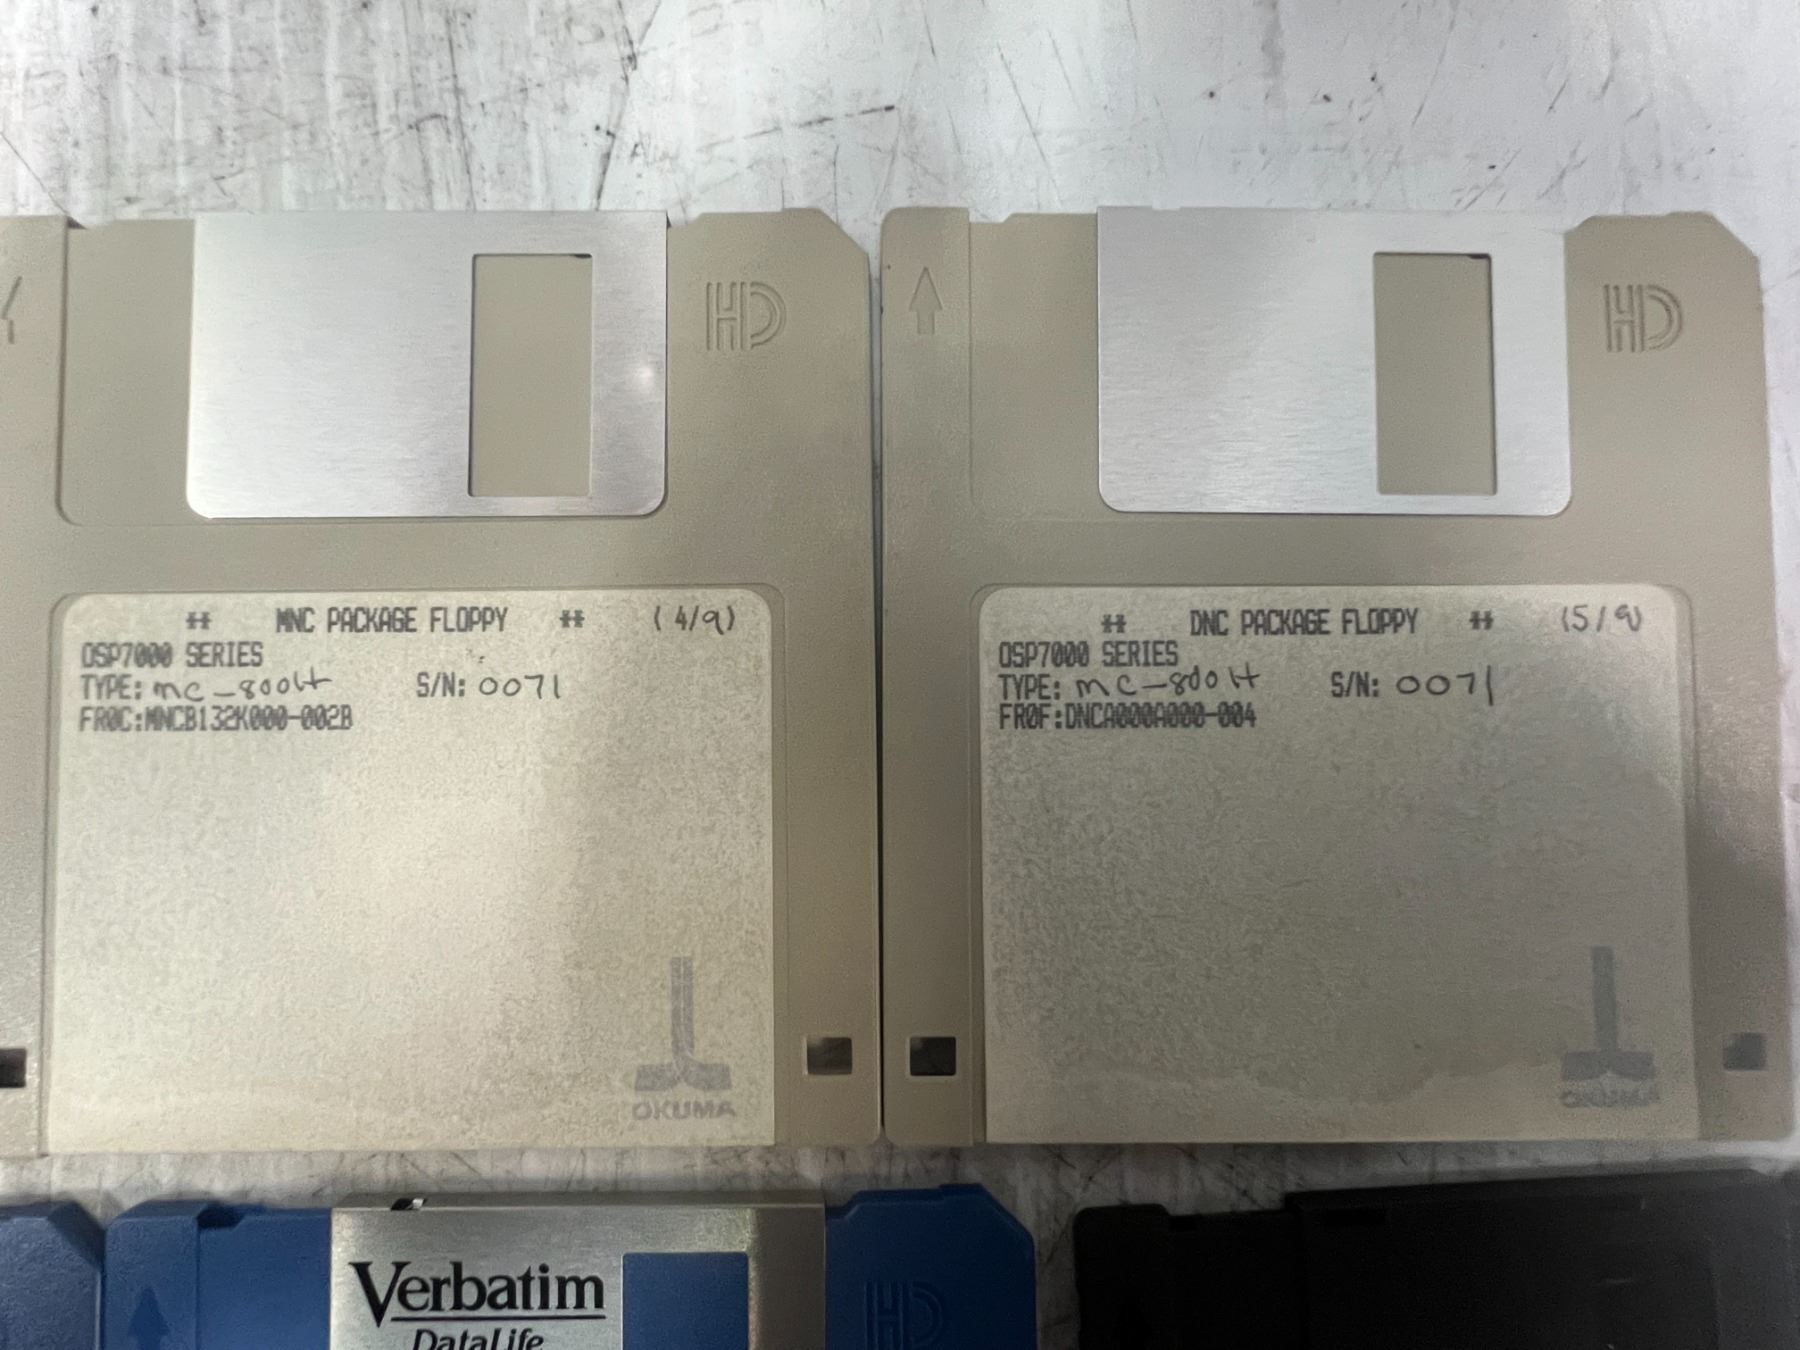 HD
** MNC PACKAGE FLOPPY ** (4/9)
OSP7000 SERIES
TYPE: MC-800H S/N: 0071
FR0C:MNCB132K000-002B
OKUMA
HD
** DNC PACKAGE FLOPPY ** (5/9)
OSP7000 SERIES
TYPE: MC-800H S/N: 0071
FR0F:DNCA000A000-004
OKUMA
Verbatim
DataLife
HD